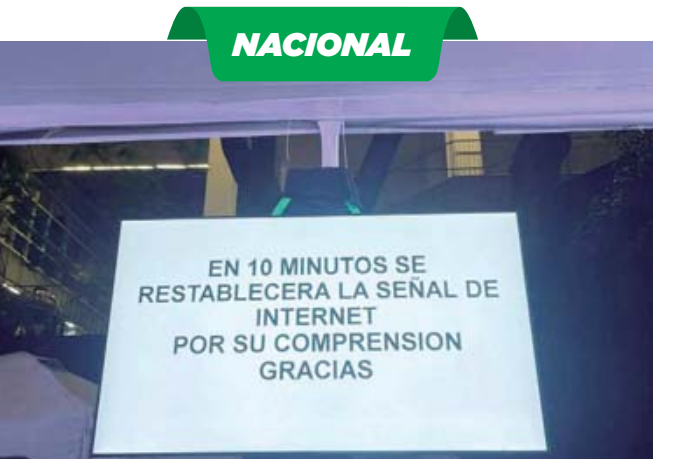 NACIONAL
EN 10 MINUTOS SE
RESTABLECERA LA SEÑAL DE
INTERNET
POR SU COMPRENSION
GRACIAS